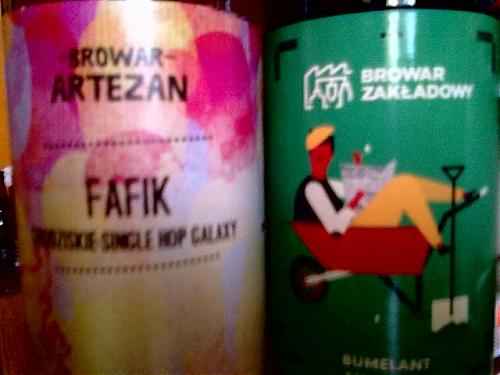 -BROWAR-
ARTEZAN
FAFIK
SINGLE HOP GALAXY
BROWAR
ZAKŁADOWY
BUMELANT